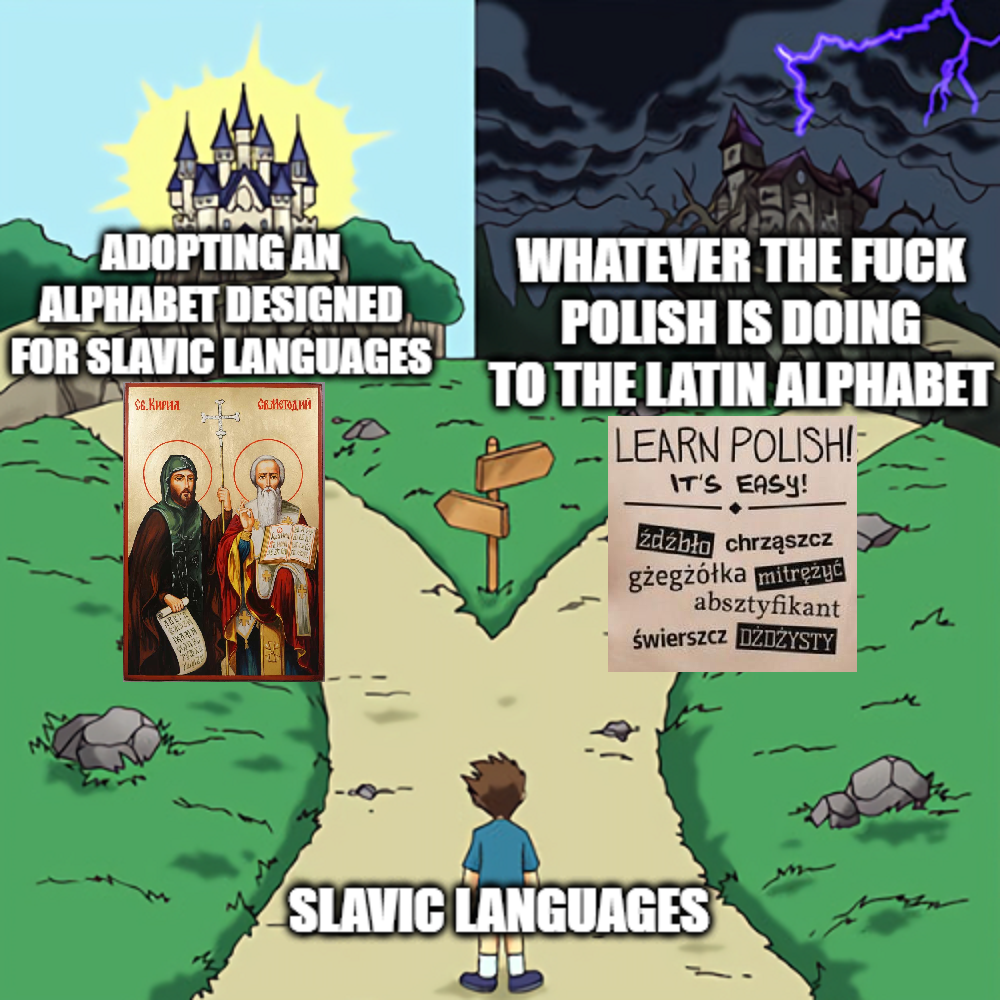 ADOPTING AN
ALPHABET DESIGNED
FOR SLAVIC LANGUAGES
WHATEVER THE FUCK
POLISH IS DOING
TO THE LATIN ALPHABET
Св.Кирил Св.Методий
LEARN POLISH!
IT'S EASY!
źdźbło chrząszcz
gżegżółka mitrężyć
absztyfikant
świerszcz DŻDŻYSTY
SLAVIC LANGUAGES